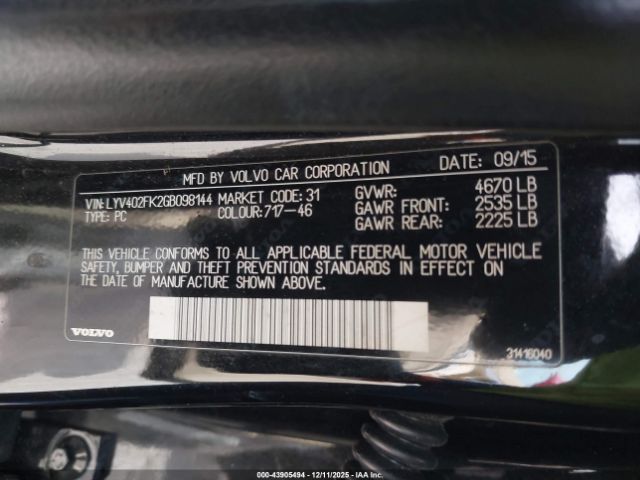 MFD BY VOLVO CAR CORPORATION DATE: 09/15
VIN: LYV402FK2GB098144 MARKET CODE: 31 GVWR: 4670 LB
TYPE: PC COLOUR: 717-46 GAWR FRONT: 2535 LB
GAWR REAR: 2225 LB
THIS VEHICLE CONFORMS TO ALL APPLICABLE FEDERAL MOTOR VEHICLE
SAFETY, BUMPER AND THEFT PREVENTION STANDARDS IN EFFECT ON
THE DATE OF MANUFACTURE SHOWN ABOVE.
VOLVO 31416040
000-43905494 12/11/2025 - IAA Inc.